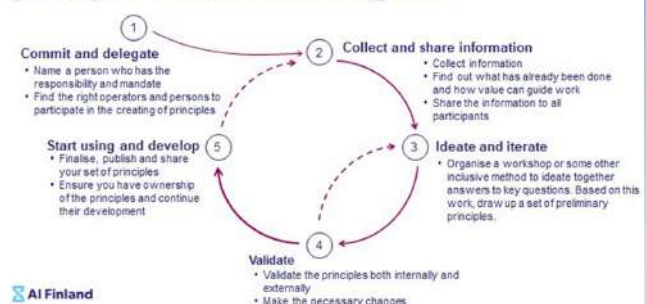 1
Commit and delegate
• Name a person who has the
responsibility and mandate
• Find the right operators and persons to
participate in the creating of principles
2
Collect and share information
• Collect information
• Find out what has already been done
and how value can guide work
• Share the information to all
participants
3
Ideate and iterate
• Organise a workshop or some other
inclusive method to ideate together
answers to key questions. Based on this
work, draw up a set of preliminary
principles.
4
Validate
• Validate the principles both internally and
externally
• Make the necessary changes
5
Start using and develop
• Finalise, publish and share
your set of principles
• Ensure you have ownership
of the principles and continue
their development
AI Finland